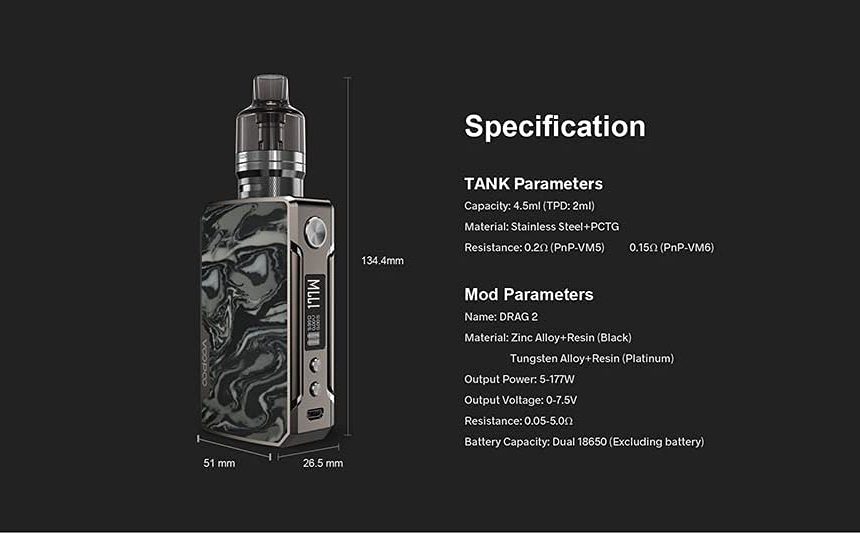 Specification
TANK Parameters
Capacity: 4.5ml (TPD: 2ml)
Material: Stainless Steel+PCTG
Resistance: 0.2Ω (PnP-VM5) 0.15Ω (PnP-VM6)
134.4mm
Mod Parameters
Name: DRAG 2
Material: Zinc Alloy+Resin (Black)
Tungsten Alloy+Resin (Platinum)
Output Power: 5-177W
Output Voltage: 0-7.5V
Resistance: 0.05-5.0Ω
Battery Capacity: Dual 18650 (Excluding battery)
VOOPOO
51 mm
26.5 mm